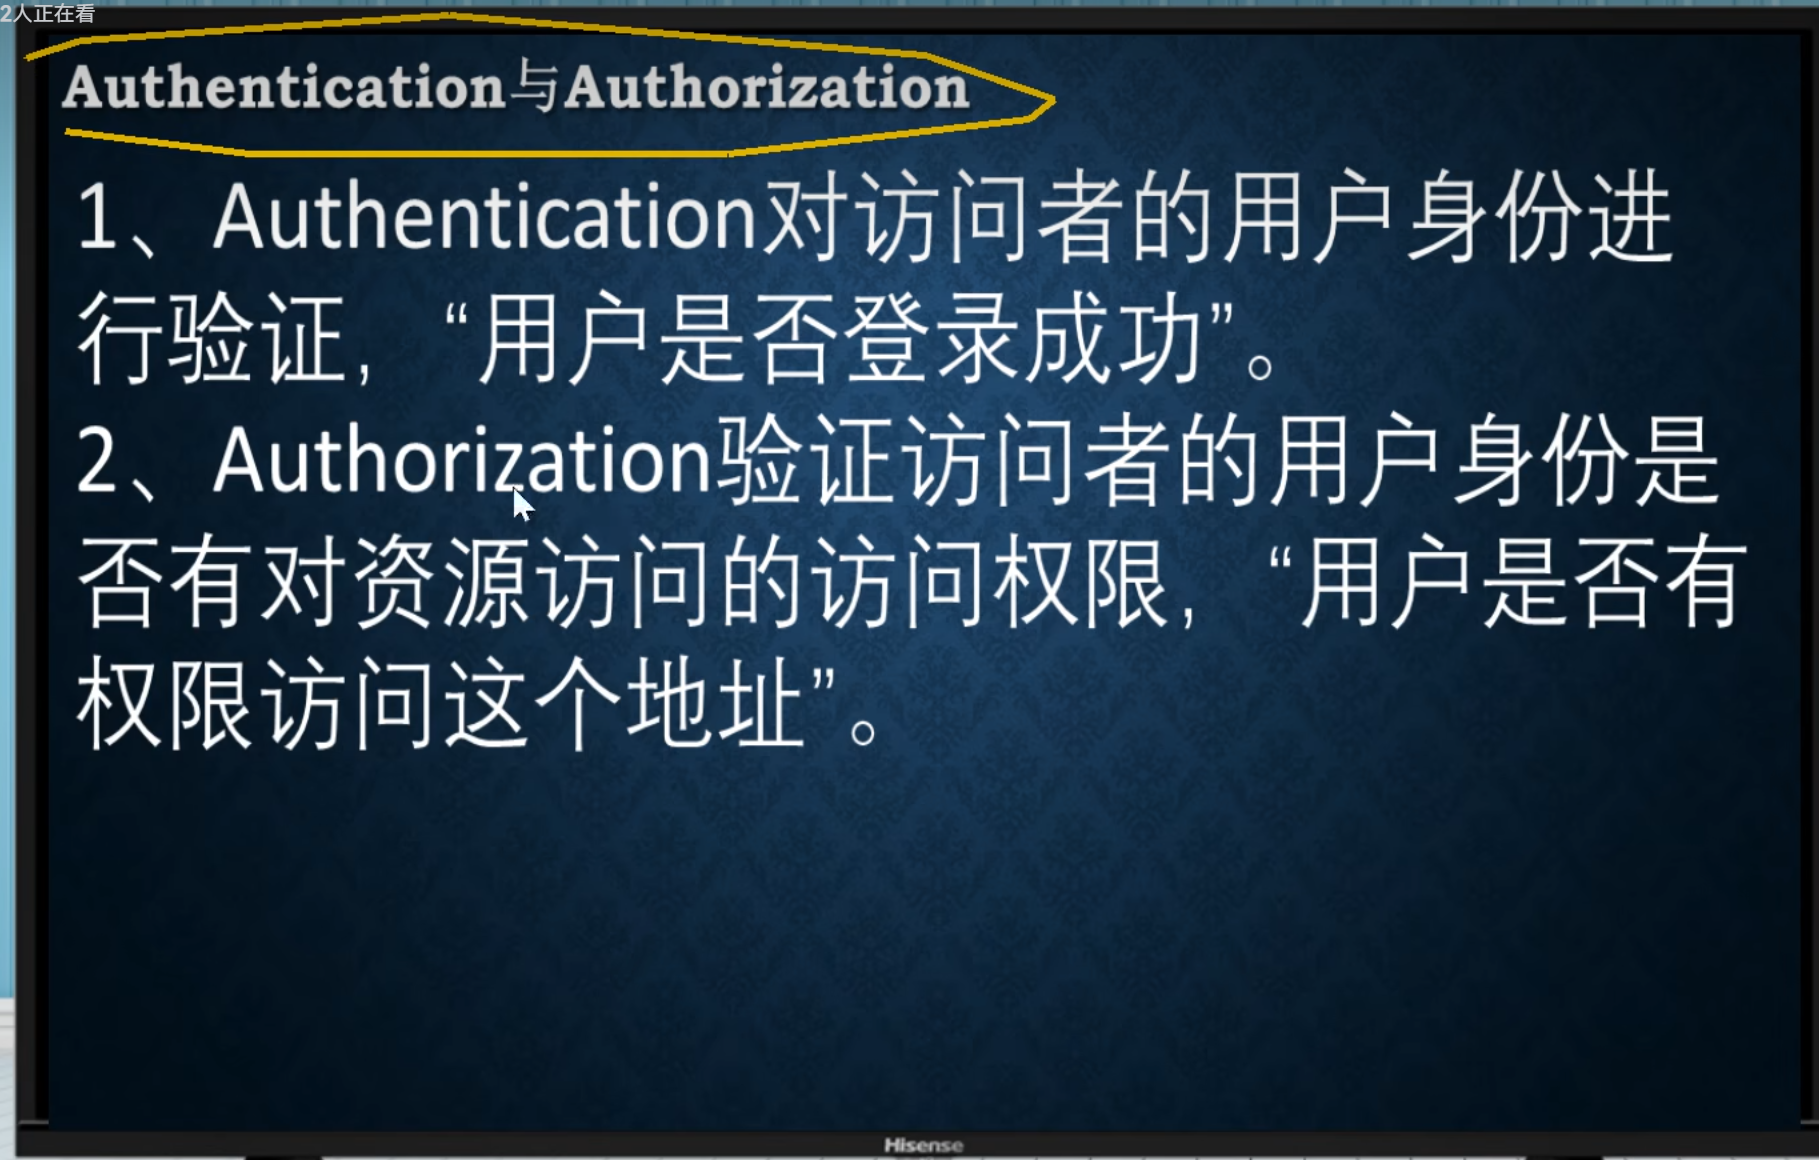 2人正在看
Authentication与Authorization
1、Authentication对访问者的用户身份进
行验证，“用户是否登录成功”。
2、Authorization验证访问者的用户身份是
否有对资源访问的访问权限，“用户是否有
权限访问这个地址”。
Hisense